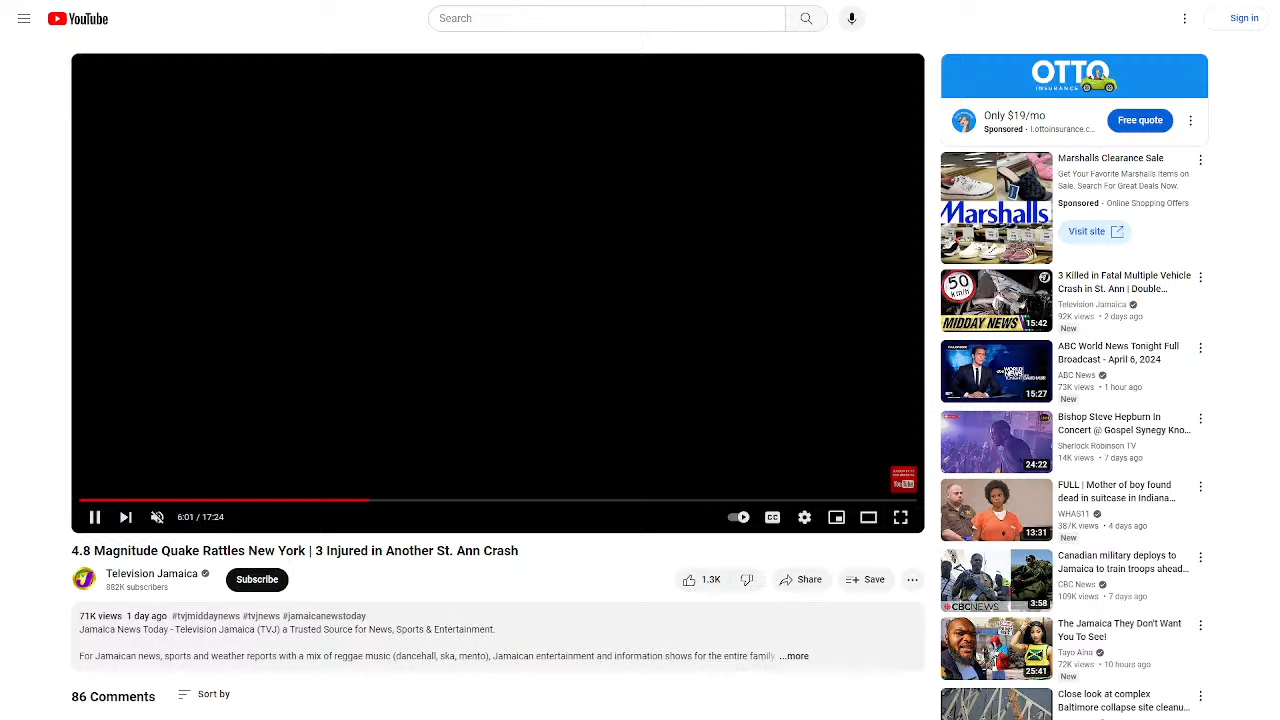 YouTube
Search
Sign in
OTTO
INSURANCE
Only $19/mo
Sponsored · l.ottoinsurance.c...
Free quote
Marshalls
Marshalls Clearance Sale
Get Your Favorite Marshalls Items on
Sale. Search For Great Deals Now.
Sponsored · Online Shopping Offers
Visit site
50
km/h
MIDDAY NEWS
15:42
3 Killed in Fatal Multiple Vehicle
Crash in St. Ann | Double...
Television Jamaica
92K views · 2 days ago
New
15:27
ABC World News Tonight Full
Broadcast - April 6, 2024
ABC News
73K views · 1 hour ago
New
24:22
Bishop Steve Hepburn In
Concert @ Gospel Synegy Kno...
Sherlock Robinson TV
14K views · 7 days ago
13:31
FULL | Mother of boy found
dead in suitcase in Indiana...
WHAS11
387K views · 4 days ago
New
CBCNEWS
3:58
Canadian military deploys to
Jamaica to train troops ahead...
CBC News
109K views · 7 days ago
25:41
The Jamaica They Don't Want
You To See!
Tayo Aina
72K views · 10 hours ago
New
Close look at complex
Baltimore collapse site cleanu...
YouTube
6:01 / 17:24
CC
4.8 Magnitude Quake Rattles New York | 3 Injured in Another St. Ann Crash
Television Jamaica
882K subscribers
Subscribe
1.3K
Share
Save
71K views 1 day ago #tvjmiddaynews #tvjnews #jamaicanewstoday
Jamaica News Today - Television Jamaica (TVJ) a Trusted Source for News, Sports & Entertainment.
For Jamaican news, sports and weather reports with a mix of reggae music (dancehall, ska, mento), Jamaican entertainment and information shows for the entire family ...more
86 Comments
Sort by